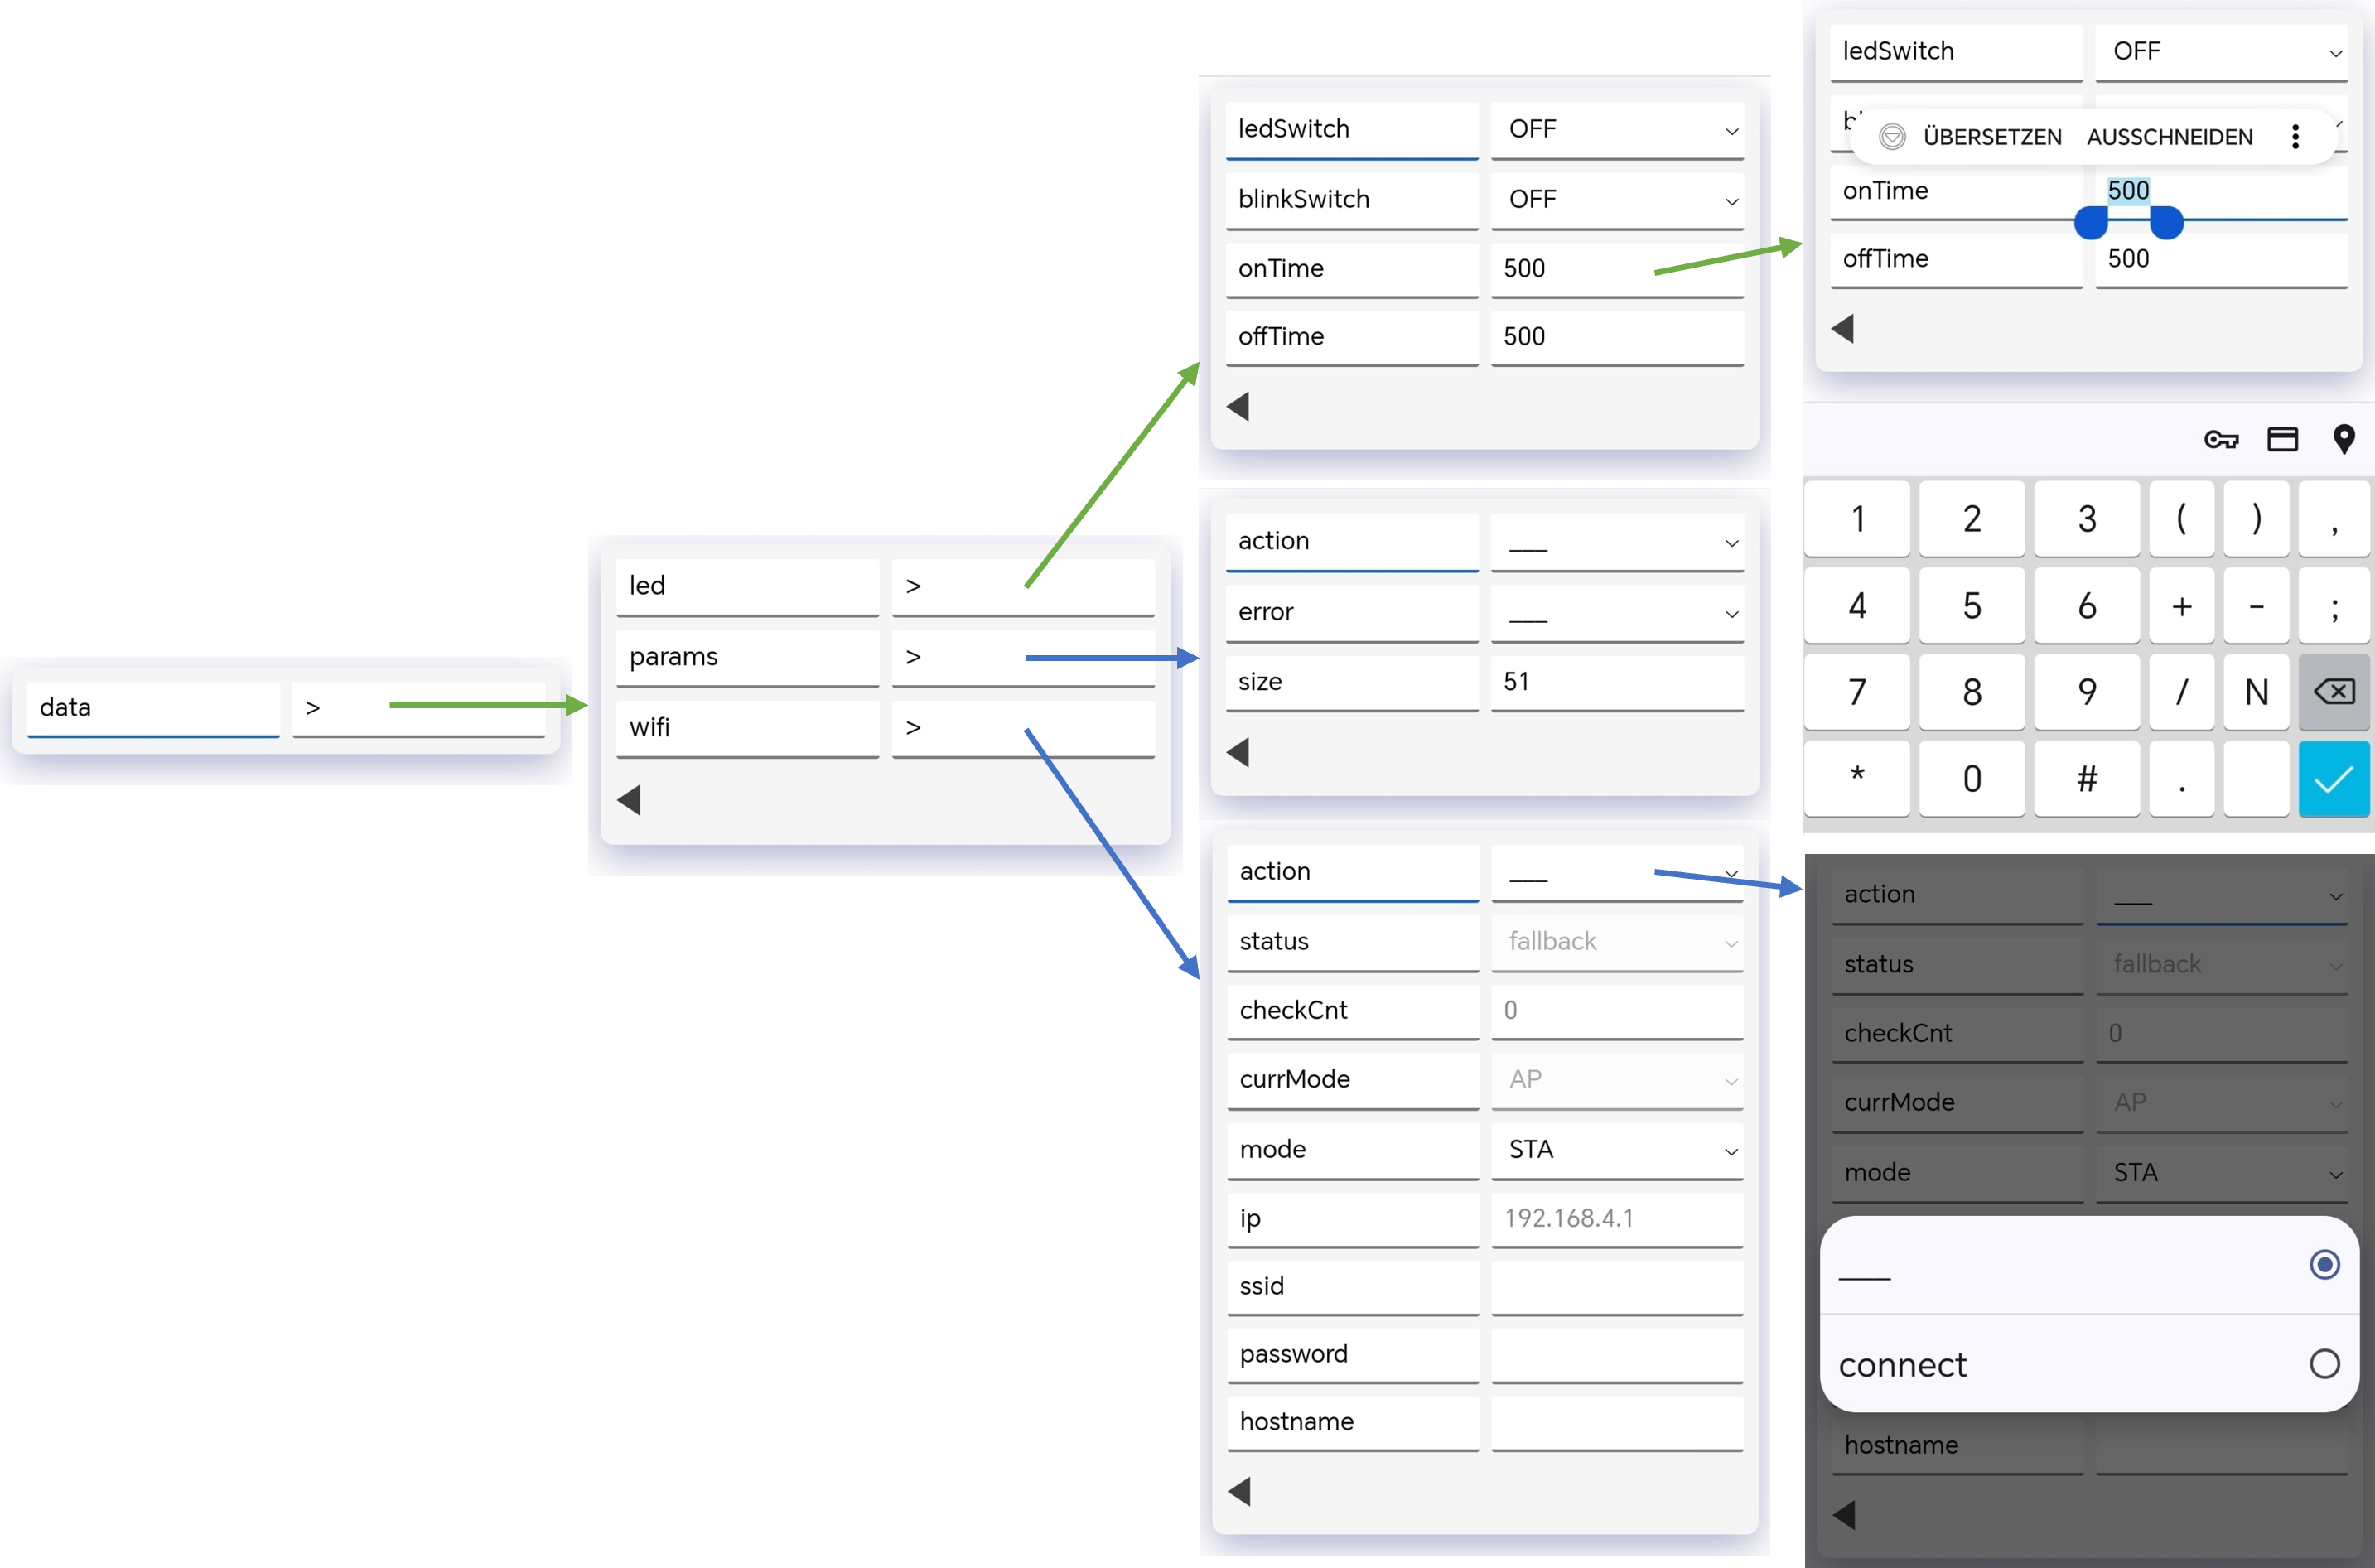 data >
led >
params >
wifi >
ledSwitch OFF
blinkSwitch OFF
onTime 500
offTime 500
action ___
error ___
size 51
action ___
status fallback
checkCnt 0
currMode AP
mode STA
ip 192.168.4.1
ssid
password
hostname
ledSwitch OFF
ÜBERSETZEN AUSSCHNEIDEN
onTime 500
offTime 500
1 2 3 ( ) ,
4 5 6 + - ;
7 8 9 / N
* 0 # .
action ___
status fallback
checkCnt 0
currMode AP
mode STA
___
connect
hostname